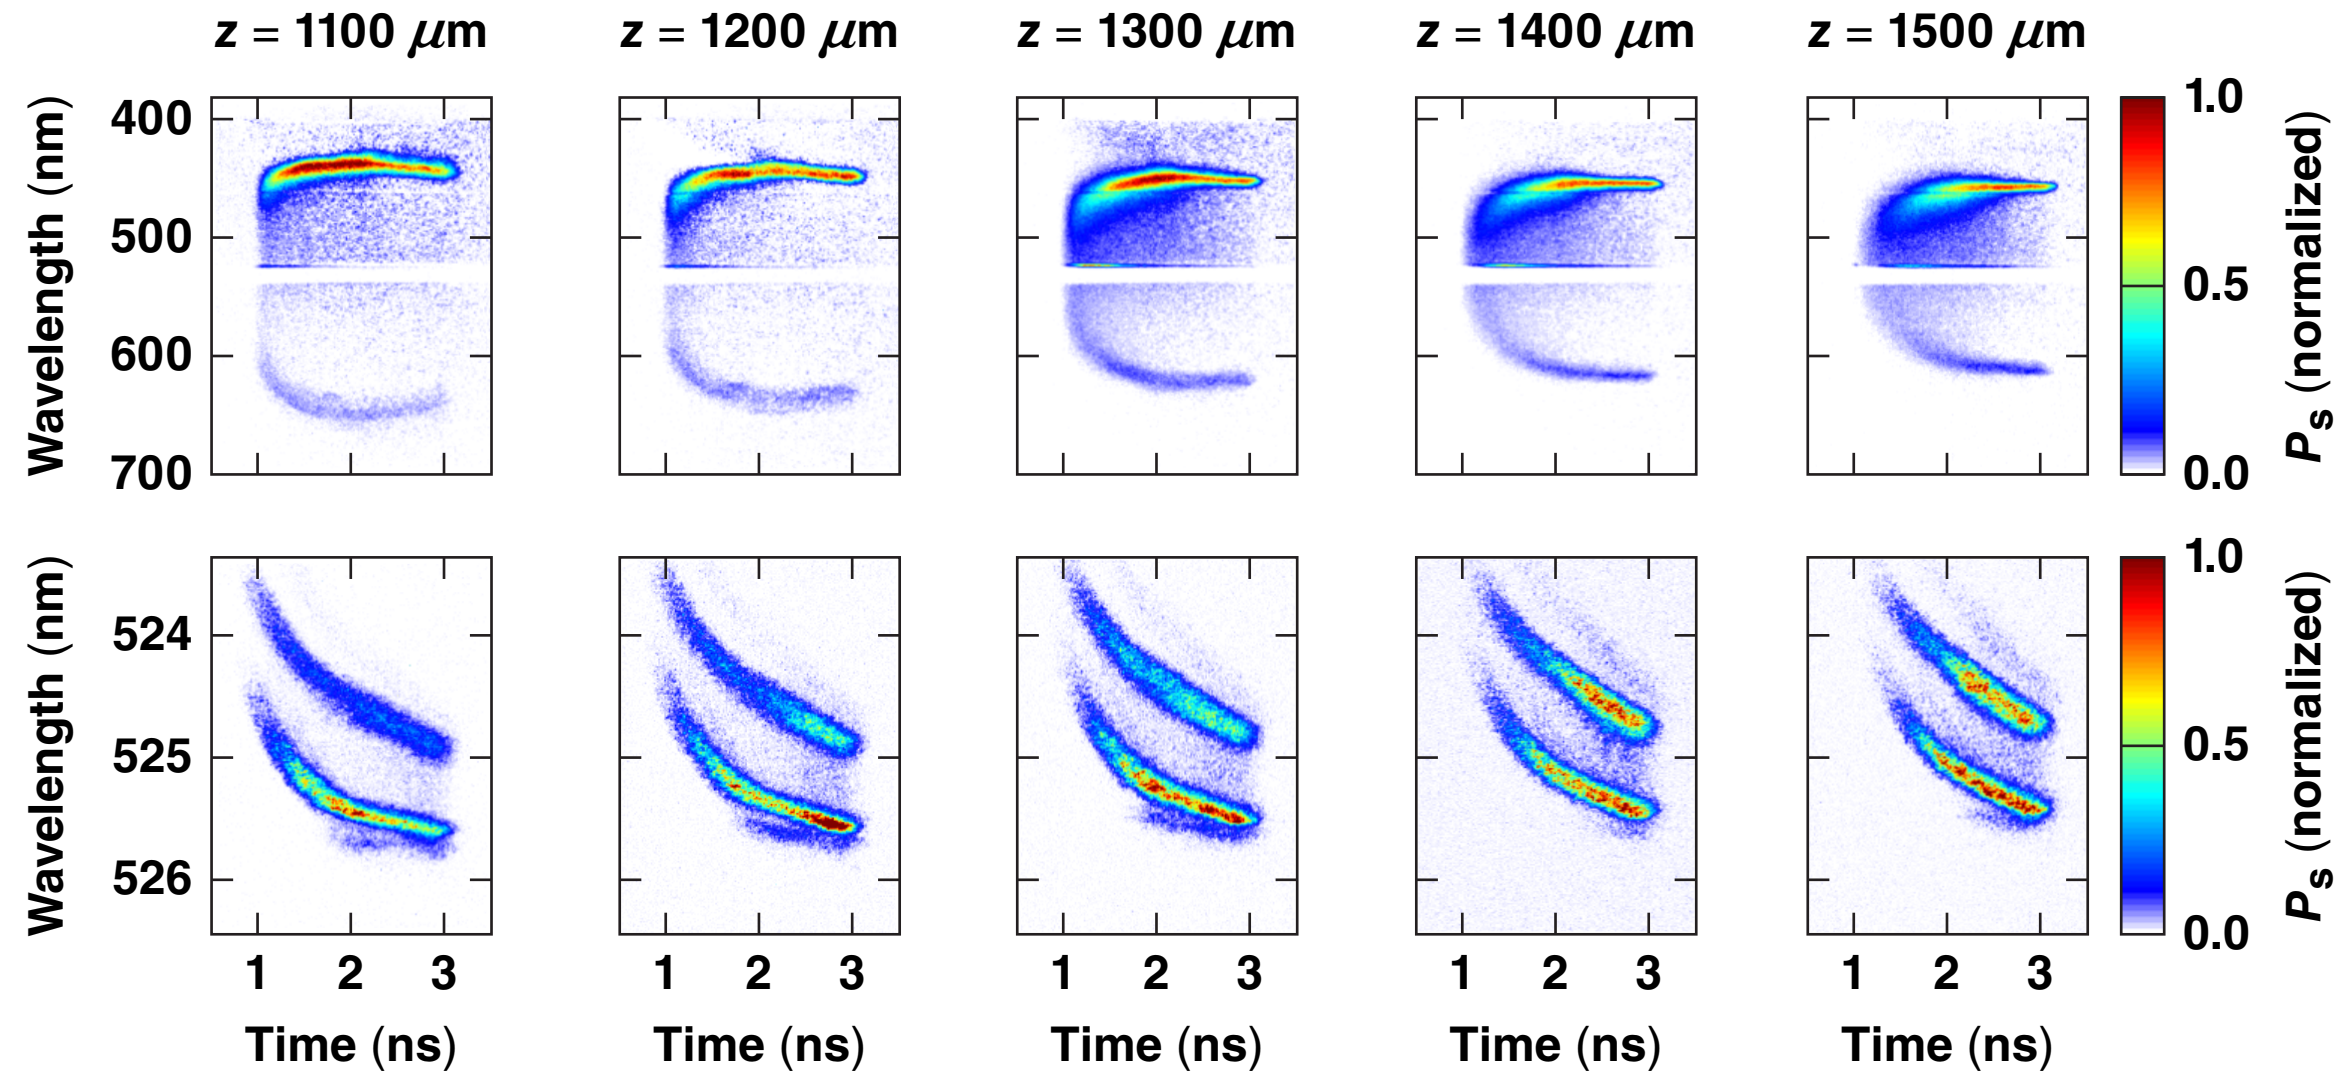 z = 1100 μm
z = 1200 μm
z = 1300 μm
z = 1400 μm
z = 1500 μm
Wavelength (nm)
400
500
600
700
1.0
0.5
0.0
Ps (normalized)
Wavelength (nm)
524
525
526
1.0
0.5
0.0
Ps (normalized)
1 2 3
1 2 3
1 2 3
1 2 3
1 2 3
Time (ns)
Time (ns)
Time (ns)
Time (ns)
Time (ns)